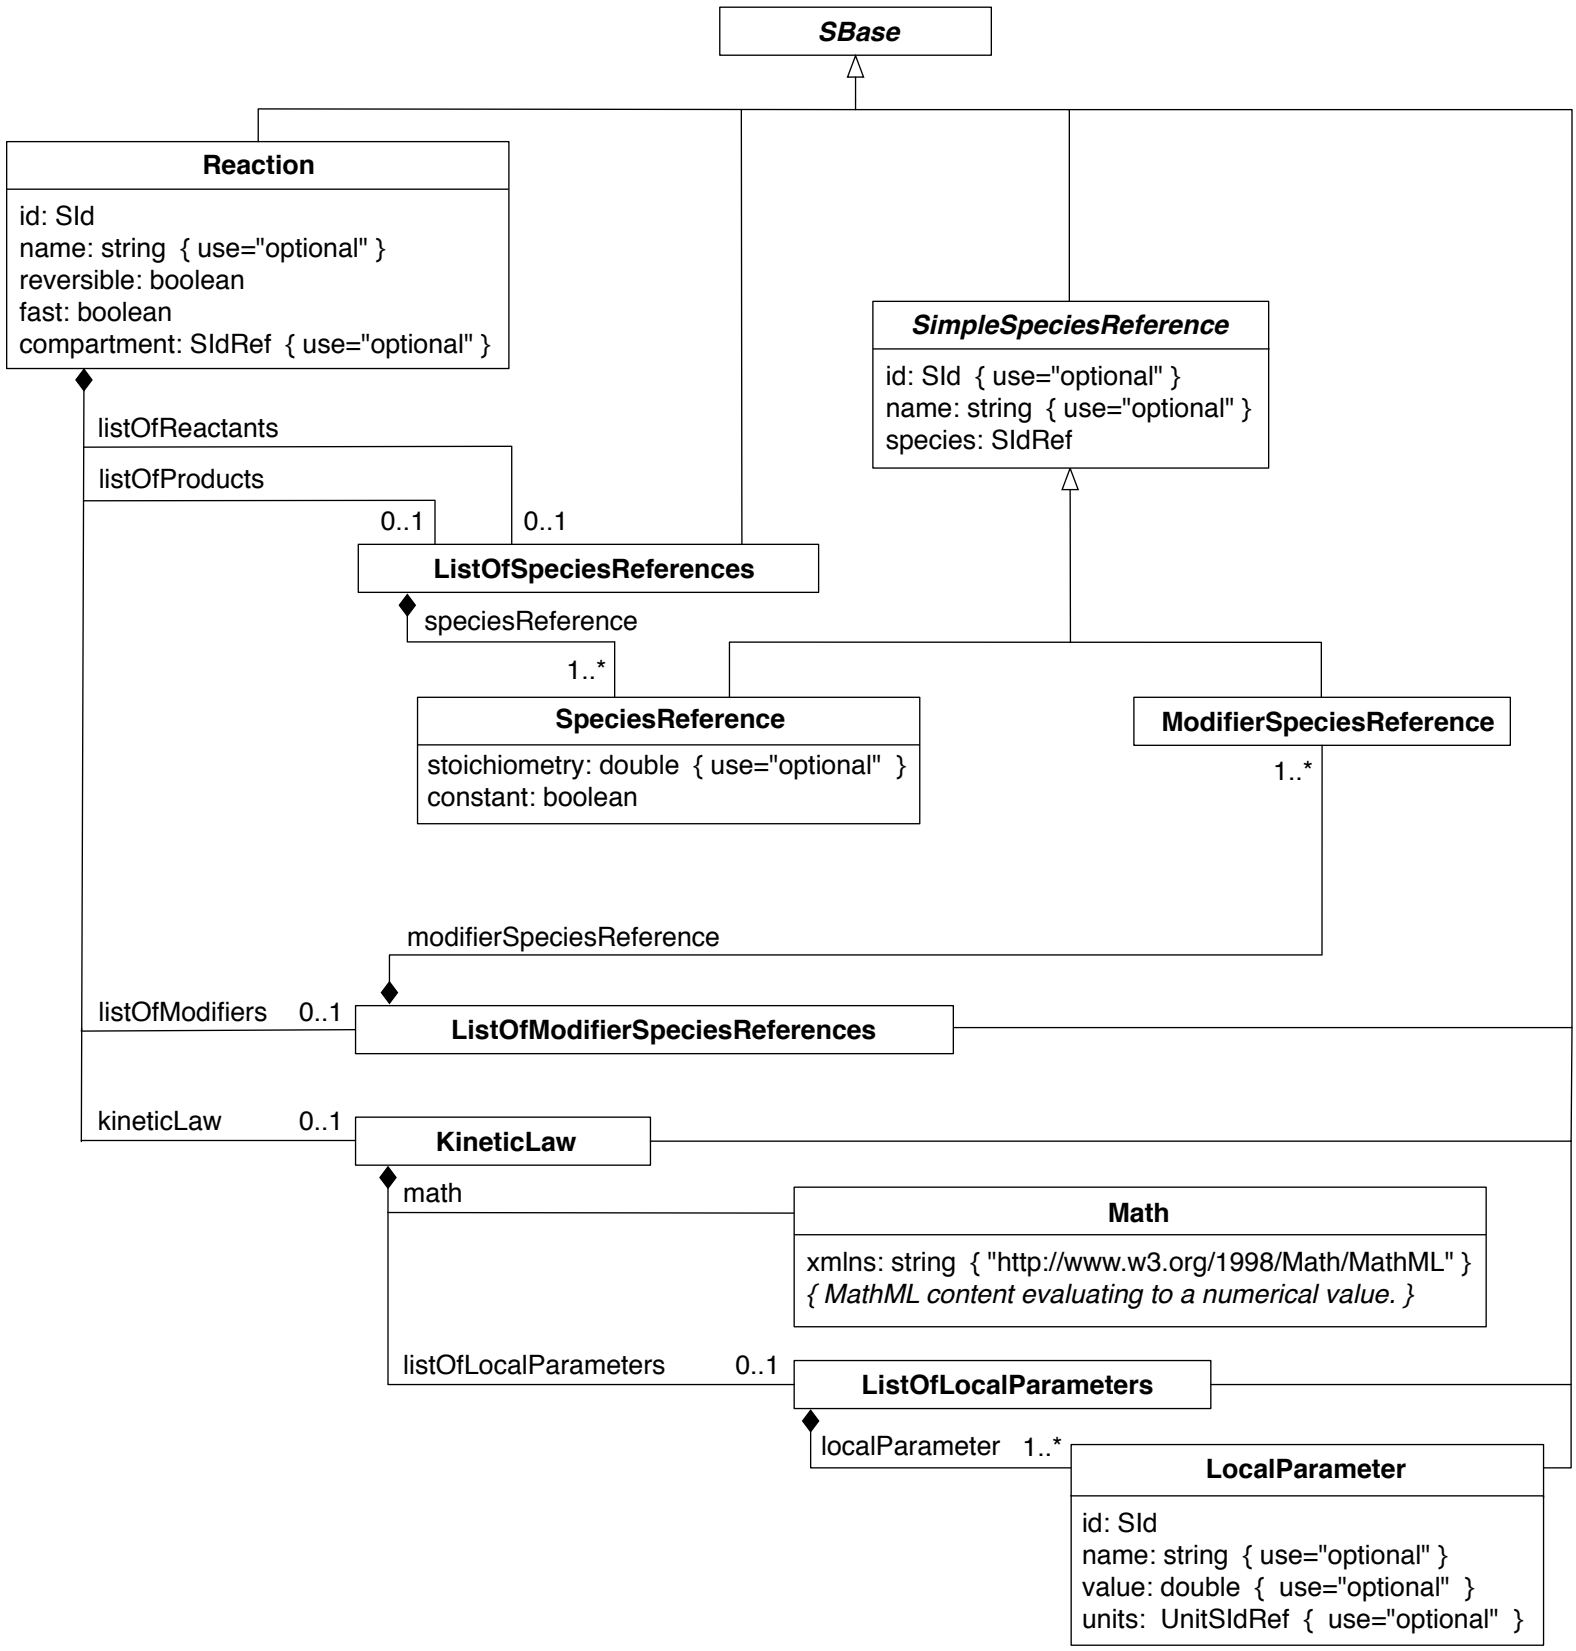 SBase
Reaction
id: SId
name: string { use="optional" }
reversible: boolean
fast: boolean
compartment: SIdRef { use="optional" }
SimpleSpeciesReference
id: SId { use="optional" }
name: string { use="optional" }
species: SIdRef
listOfReactants
listOfProducts
0..1
0..1
ListOfSpeciesReferences
speciesReference
1..*
SpeciesReference
stoichiometry: double { use="optional" }
constant: boolean
ModifierSpeciesReference
1..*
modifierSpeciesReference
listOfModifiers 0..1
ListOfModifierSpeciesReferences
kineticLaw 0..1
KineticLaw
math
Math
xmlns: string { "http://www.w3.org/1998/Math/MathML" }
{ MathML content evaluating to a numerical value. }
listOfLocalParameters 0..1
ListOfLocalParameters
localParameter 1..*
LocalParameter
id: SId
name: string { use="optional" }
value: double { use="optional" }
units: UnitSIdRef { use="optional" }